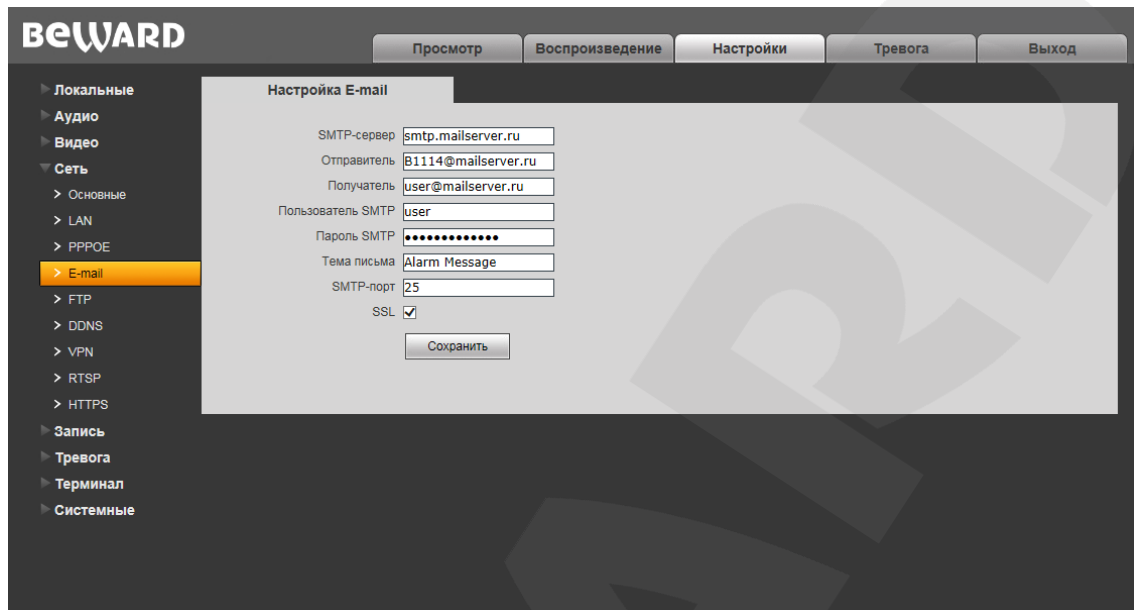 BEWARD
Просмотр
Воспроизведение
Настройки
Тревога
Выход
Локальные
Аудио
Видео
Сеть
Основные
LAN
PPPOE
E-mail
FTP
DDNS
VPN
RTSP
HTTPS
Запись
Тревога
Терминал
Системные
Настройка E-mail
SMTP-сервер smtp.mailserver.ru
Отправитель B1114@mailserver.ru
Получатель user@mailserver.ru
Пользователь SMTP user
Пароль SMTP •••••••••••••
Тема письма Alarm Message
SMTP-порт 25
SSL
Сохранить